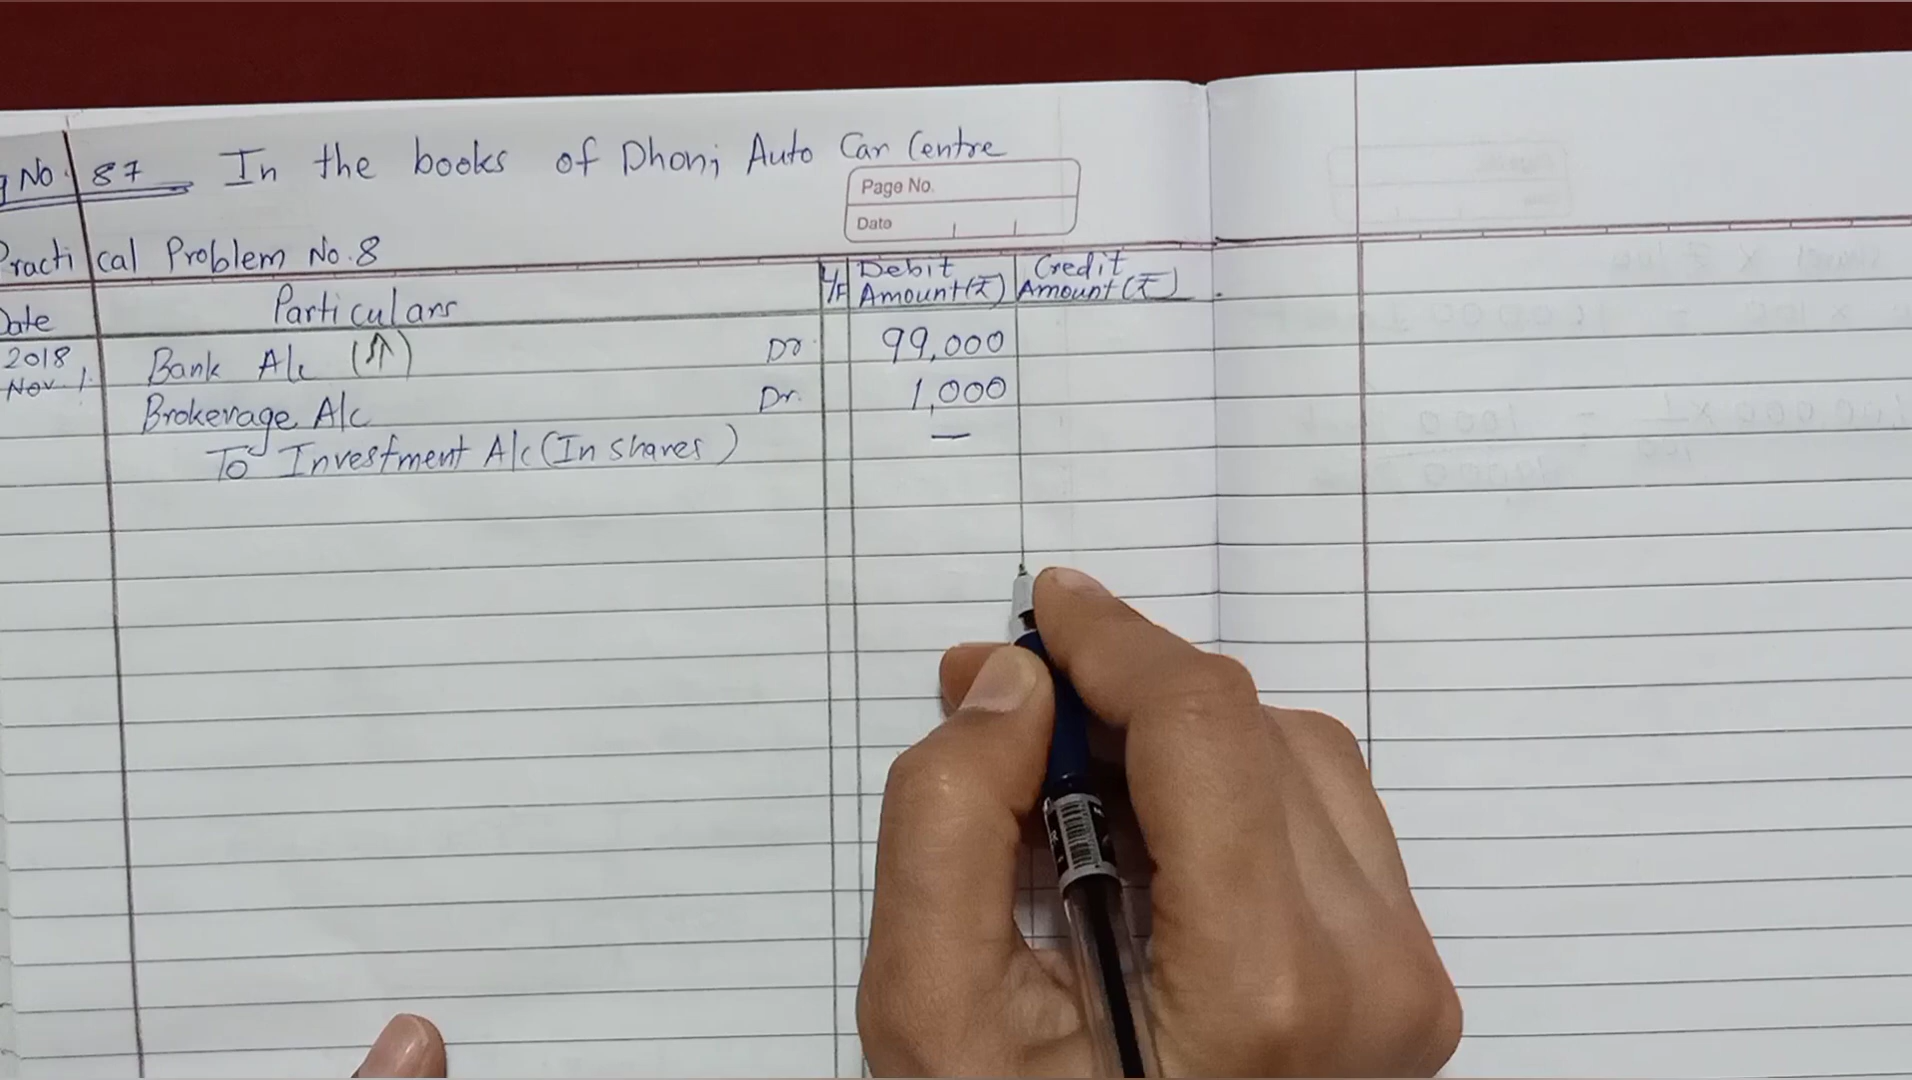 No. 87 In the books of Dhoni Auto Car Centre
Page No.
Date
Practical Problem No. 8
Date Particulars L/F Debit Amount (₹) Credit Amount (₹)
2018 Nov. 1. Bank A/c (↑) Dr. 99,000
Brokerage A/c Dr. 1,000
To Investment A/c (In shares) —